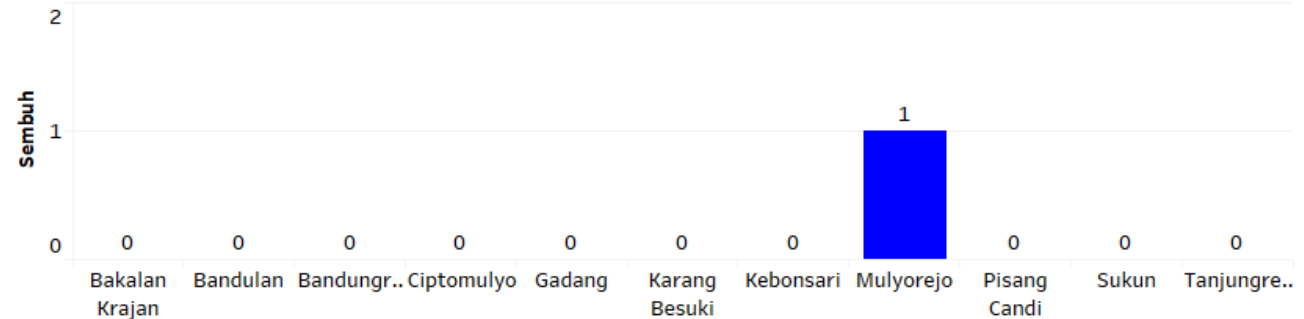 2
Sembuh
1
1
0
0 0 0 0 0 0 0 0 0 0
Bakalan Bandulan Bandungr.. Ciptomulyo Gadang Karang Kebonsari Mulyorejo Pisang Sukun Tanjungre..
Krajan Besuki Candi